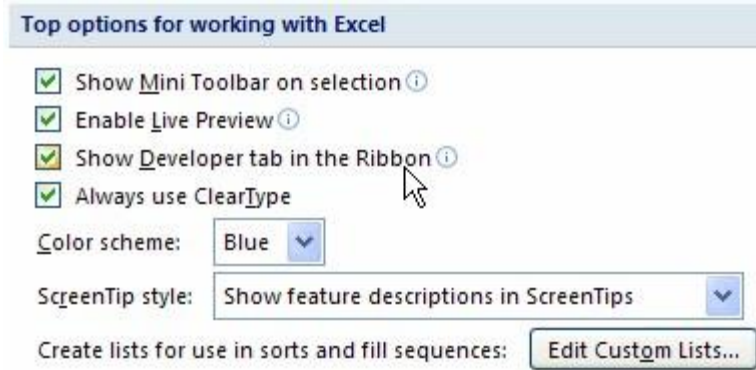 Top options for working with Excel
Show Mini Toolbar on selection
Enable Live Preview
Show Developer tab in the Ribbon
Always use ClearType
Color scheme: Blue
ScreenTip style: Show feature descriptions in ScreenTips
Create lists for use in sorts and fill sequences: Edit Custom Lists...